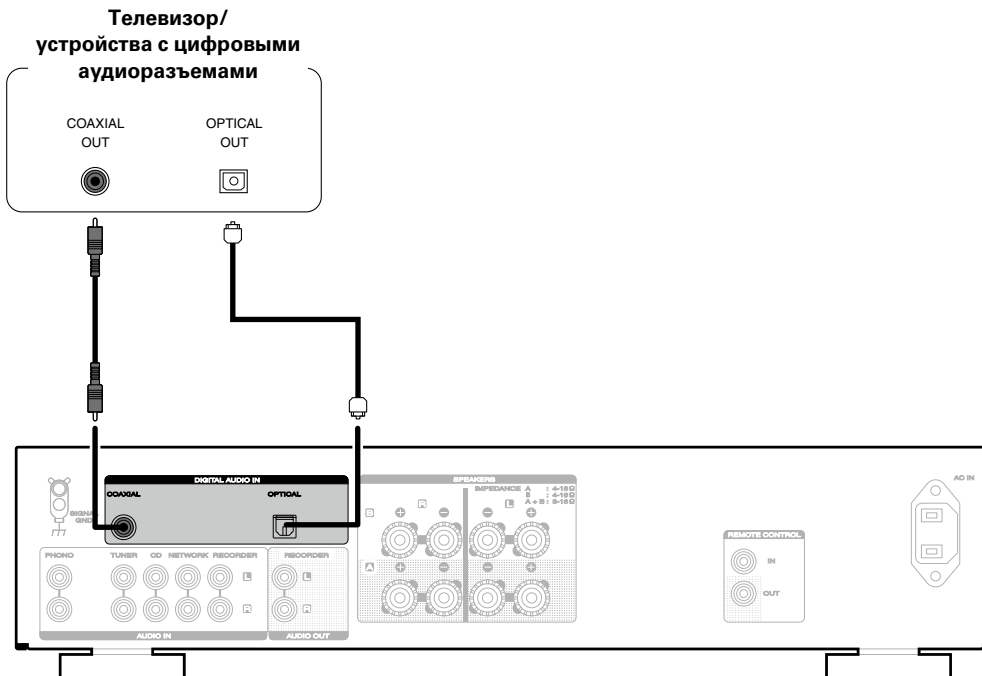 Телевизор/
устройства с цифровыми
аудиоразъемами
COAXIAL
OUT
OPTICAL
OUT
DIGITAL AUDIO IN
COAXIAL
OPTICAL
SIGNAL
GND
SPEAKERS
IMPEDANCE A : 4-16Ω
B : 4-16Ω
A + B : 8-16Ω
R
L
B
A
AC IN
REMOTE CONTROL
IN
OUT
PHONO
TUNER
CD
NETWORK
RECORDER
RECORDER
L
R
L
R
AUDIO IN
AUDIO OUT